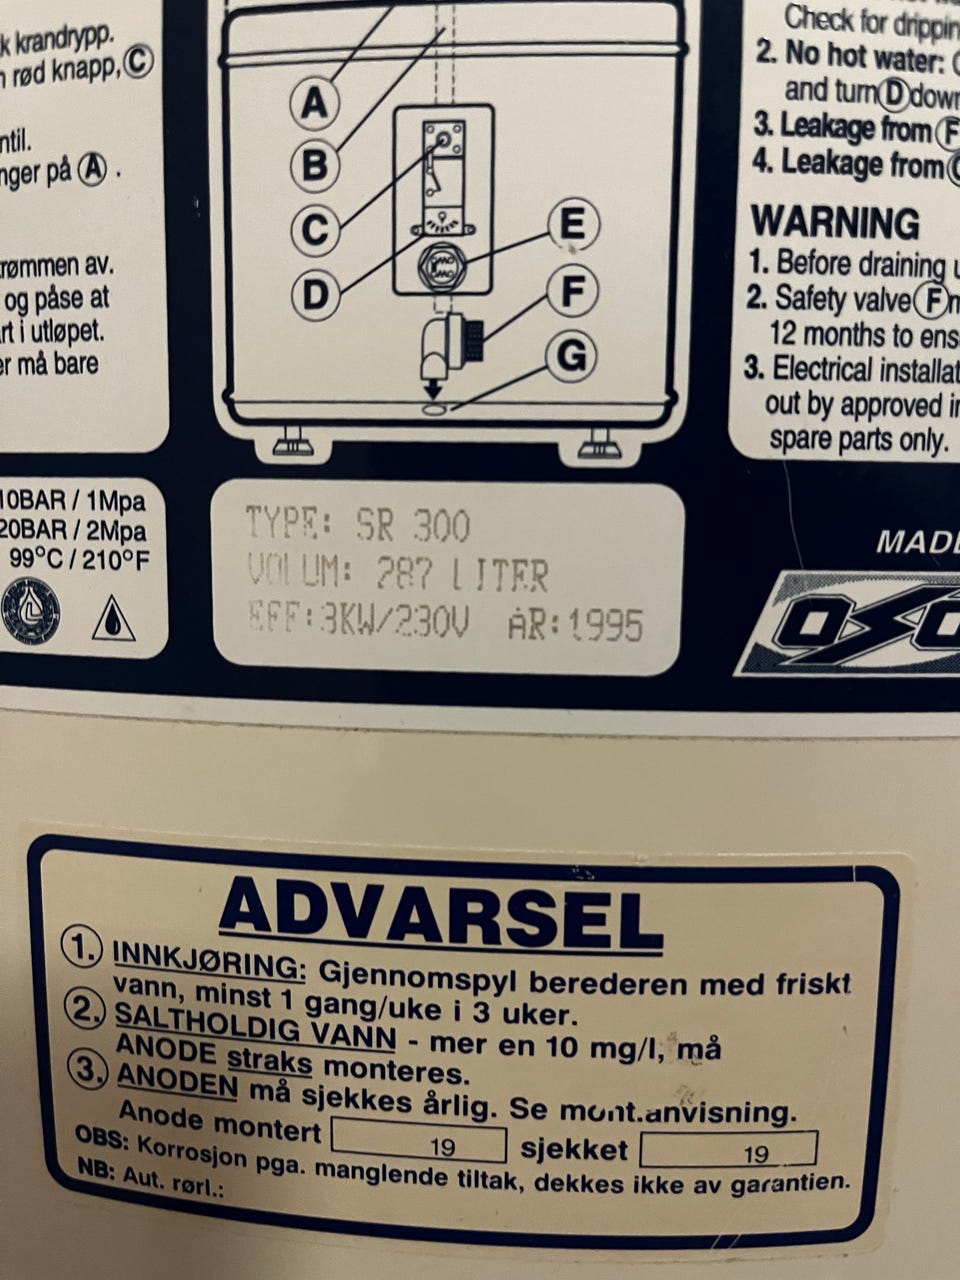 k krandrypp.
rød knapp, C
ntil.
nger på A.
trømmen av.
og påse at
rt i utløpet.
er må bare
A
B
C
D
E
F
G
Check for dripping
2. No hot water:
and turn D down
3. Leakage from F
4. Leakage from
WARNING
1. Before draining
2. Safety valve F
12 months to ens
3. Electrical installat
out by approved in
spare parts only.
10BAR / 1Mpa
20BAR / 2Mpa
99°C / 210°F
TYPE: SR 300
VOLUM: 287 LITER
EFF:3KW/230V ÅR:1995
MADE
OSO
ADVARSEL
1. INNKJØRING: Gjennomspyl berederen med friskt
vann, minst 1 gang/uke i 3 uker.
2. SALTHOLDIG VANN - mer en 10 mg/l, må
ANODE straks monteres.
3. ANODEN må sjekkes årlig. Se mont.anvisning.
Anode montert 19 sjekket 19
OBS: Korrosjon pga. manglende tiltak, dekkes ikke av garantien.
NB: Aut. rørl.: